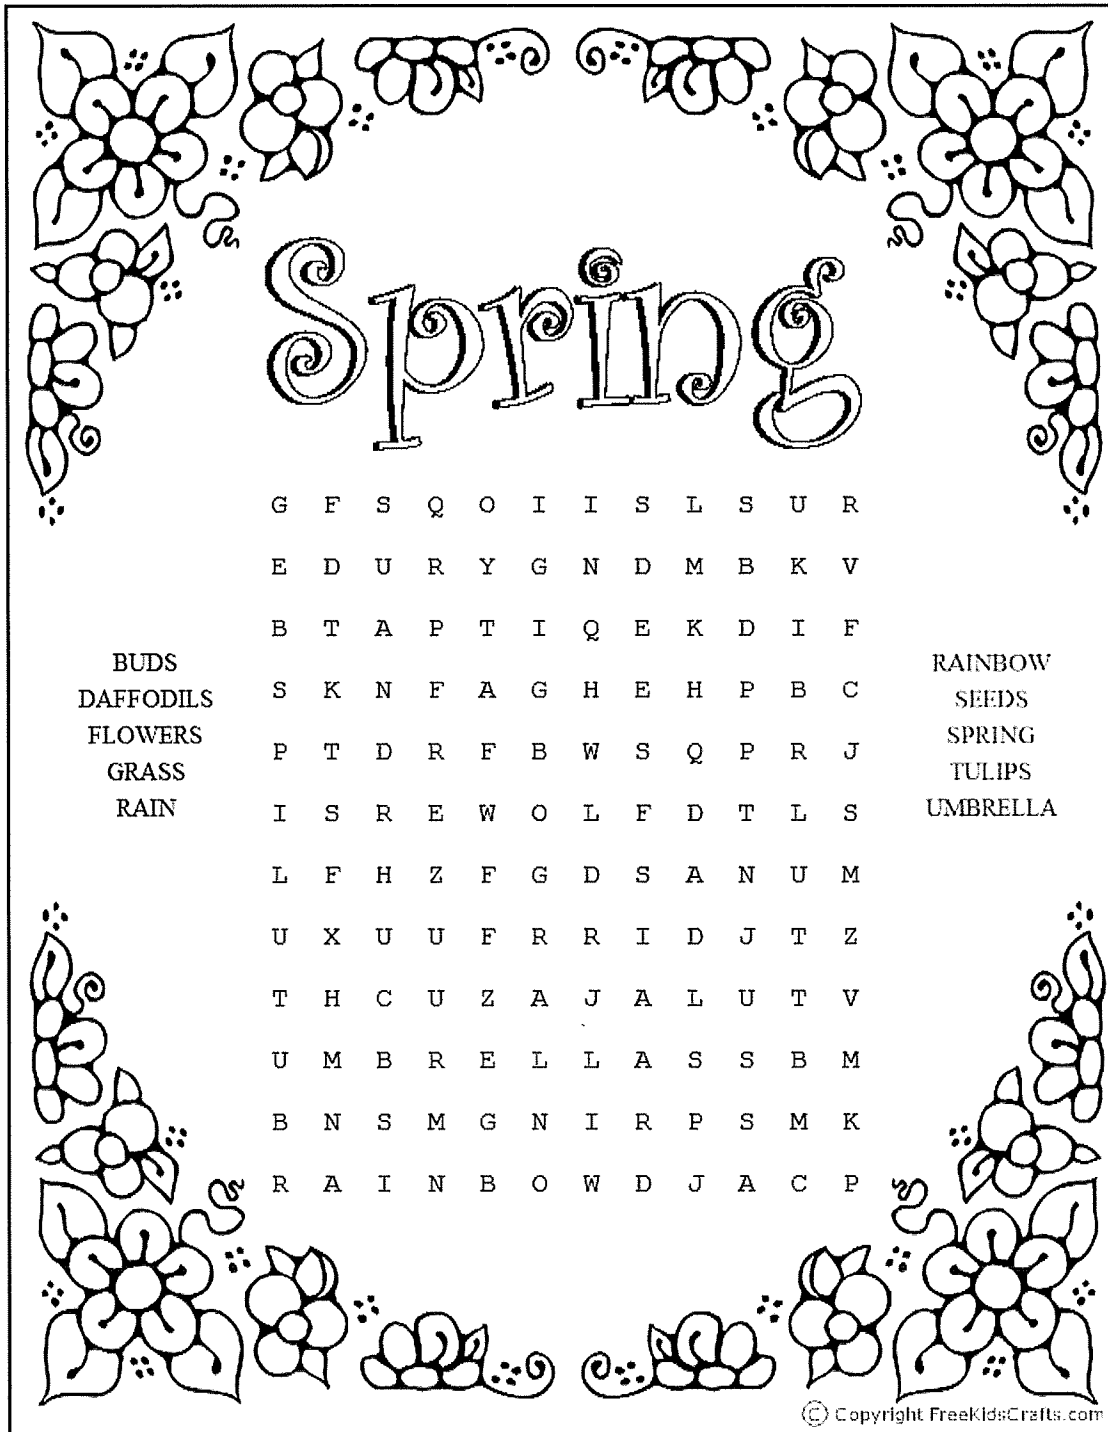 Spring
G F S Q O I I S L S U R
E D U R Y G N D M B K V
B T A P T I Q E K D I F
S K N F A G H E H P B C
P T D R F B W S Q P R J
I S R E W O L F D T L S
L F H Z F G D S A N U M
U X U U F R R I D J T Z
T H C U Z A J A L U T V
U M B R E L L A S S B M
B N S M G N I R P S M K
R A I N B O W D J A C P
BUDS
DAFFODILS
FLOWERS
GRASS
RAIN
RAINBOW
SEEDS
SPRING
TULIPS
UMBRELLA
© Copyright FreeKidsCrafts.com